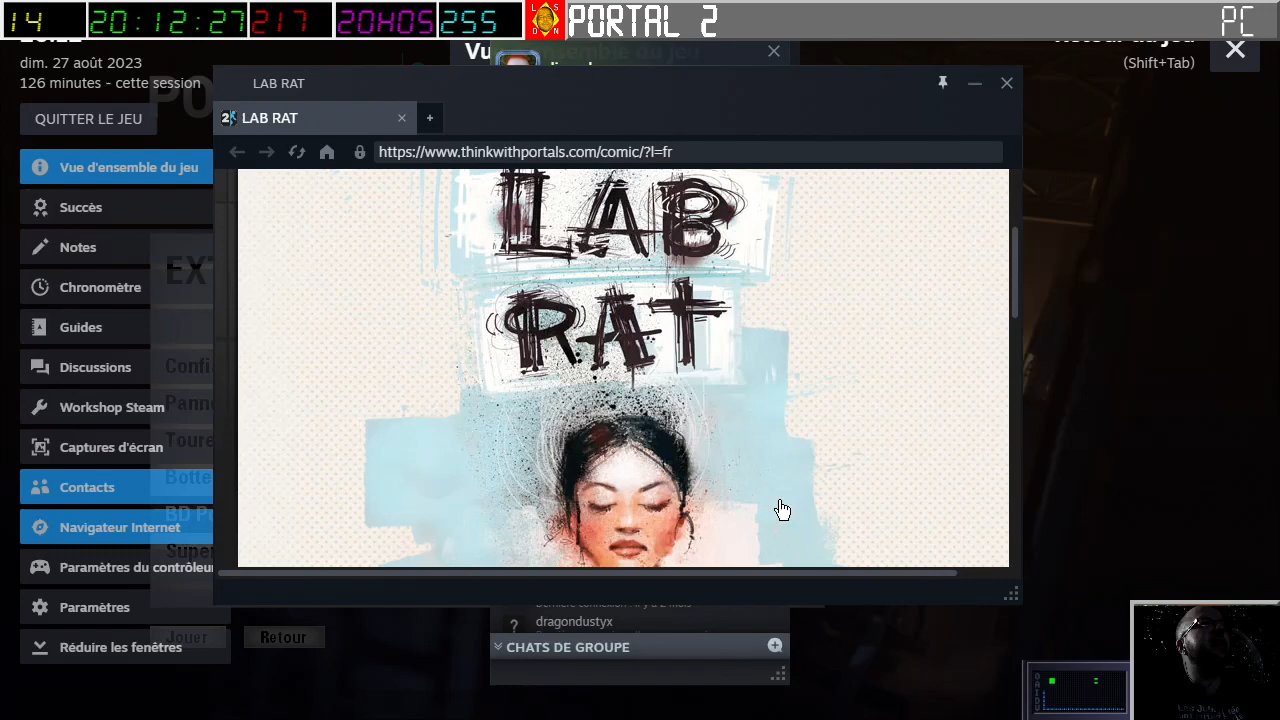 14 20:12:27 217 20H05 255 L S D N PORTAL 2 PC
dim. 27 août 2023
126 minutes - cette session
(Shift+Tab)
QUITTER LE JEU
LAB RAT
LAB RAT
https://www.thinkwithportals.com/comic/?l=fr
Vue d'ensemble du jeu
Succès
Notes
Chronomètre
Guides
Discussions
Workshop Steam
Captures d'écran
Contacts
Navigateur Internet
Paramètres du contrôleur
Paramètres
Réduire les fenêtres
LAB
RAT
Jouer
Retour
dragondustyx
CHATS DE GROUPE